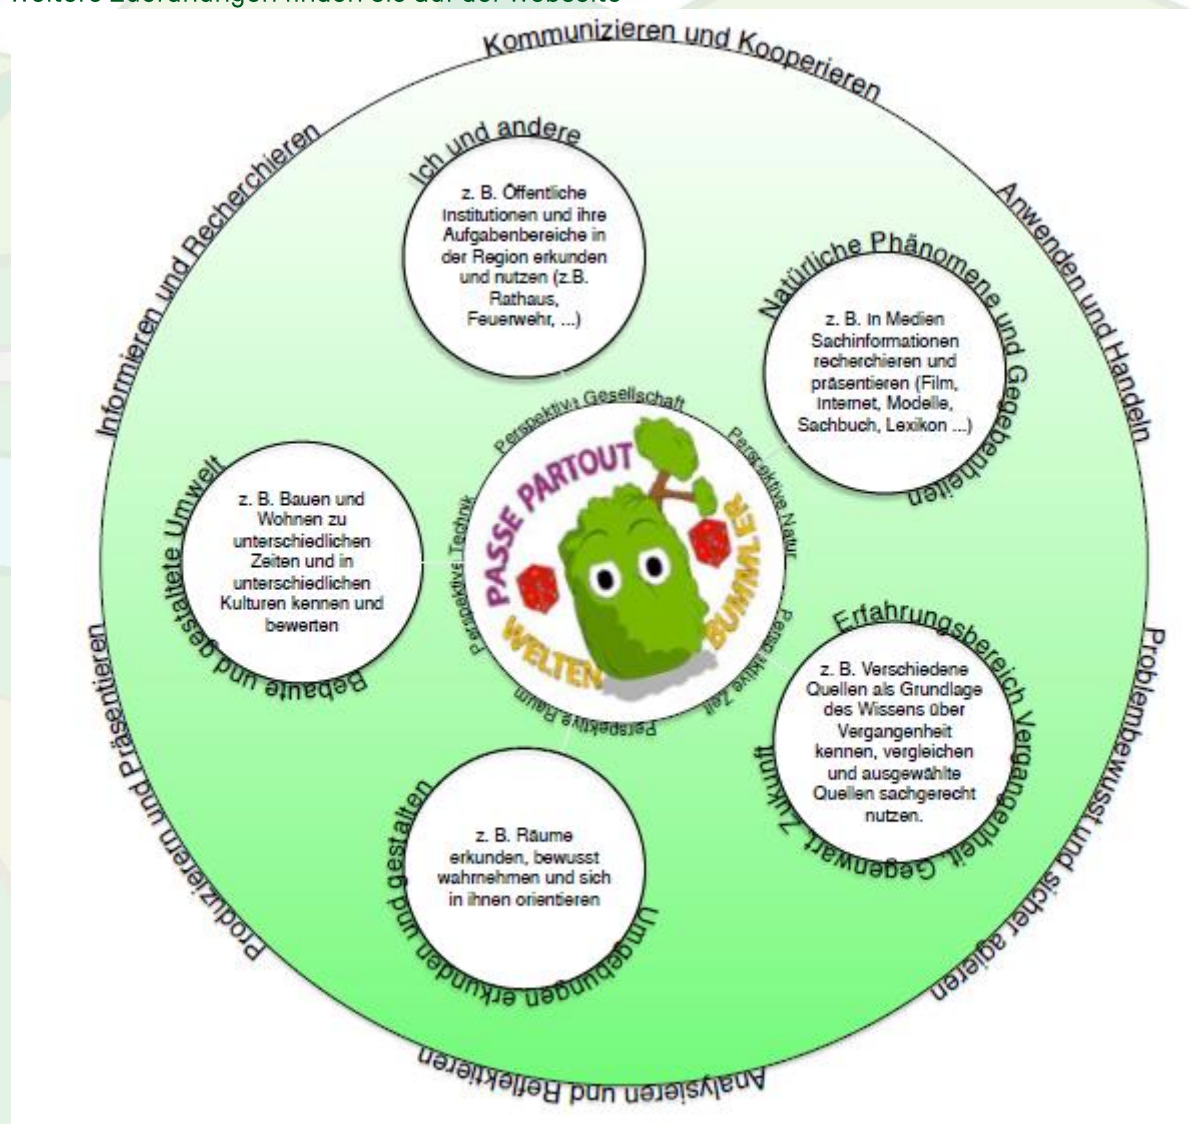 Weitere Zuordnungen finden Sie auf der Webseite
Kommunizieren und Kooperieren
Anwenden und Handeln
Problembewusst und sicher agieren
Analysieren und Reflektieren
Produzierern und Präsentieren
Informieren und Recherchieren
Ich und andere
z. B. Öffentliche
Institutionen und ihre
Aufgabenbereiche in
der Region erkunden
und nutzen (z.B.
Rathaus,
Feuerwehr, ...)
Natürliche Phänomene und Gegebenheiten
z. B. In Medien
Sachinformationen
recherchieren und
präsentieren (Film,
Internet, Modelle,
Sachbuch, Lexikon ...)
Erfahrungsbereich Vergangenheit, Gegenwart, Zukunft
z. B. Verschiedene
Quellen als Grundlage
des Wissens über
Vergangenheit
kennen, vergleichen
und ausgewählte
Quellen sachgerecht
nutzen.
Umgebungen erkunden und gestalten
z. B. Räume
erkunden, bewusst
wahrnehmen und sich
in ihnen orientieren
Bebaute und gestaltete Umwelt
z. B. Bauen und
Wohnen zu
unterschiedlichen
Zeiten und in
unterschiedlichen
Kulturen kennen und
bewerten
Perspektive Gesellschaft
Perspektive Natur
Perspektive Zeit
Perspektive Raum
Perspektive Technik
PASSE PARTOUT
WELTEN
BUMMLER